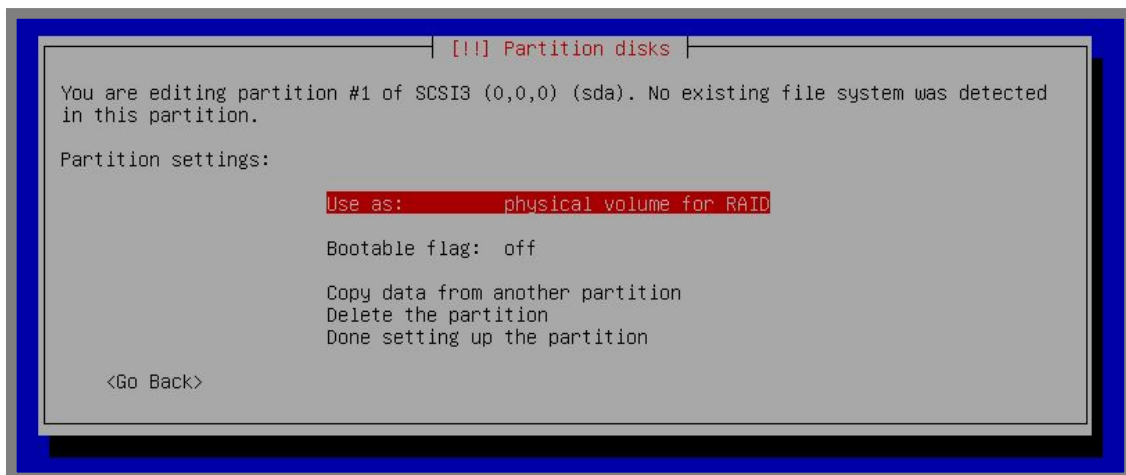 [!!] Partition disks
You are editing partition #1 of SCSI3 (0,0,0) (sda). No existing file system was detected
in this partition.
Partition settings:
Use as: physical volume for RAID
Bootable flag: off
Copy data from another partition
Delete the partition
Done setting up the partition
<Go Back>